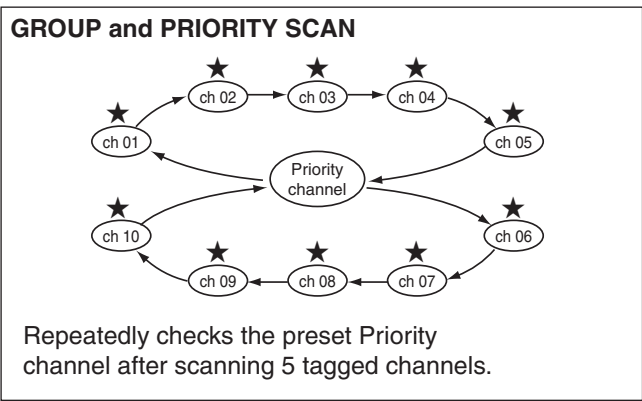 GROUP and PRIORITY SCAN
ch 02
ch 03
ch 04
ch 01
ch 05
Priority
channel
ch 10
ch 06
ch 09
ch 08
ch 07
Repeatedly checks the preset Priority
channel after scanning 5 tagged channels.